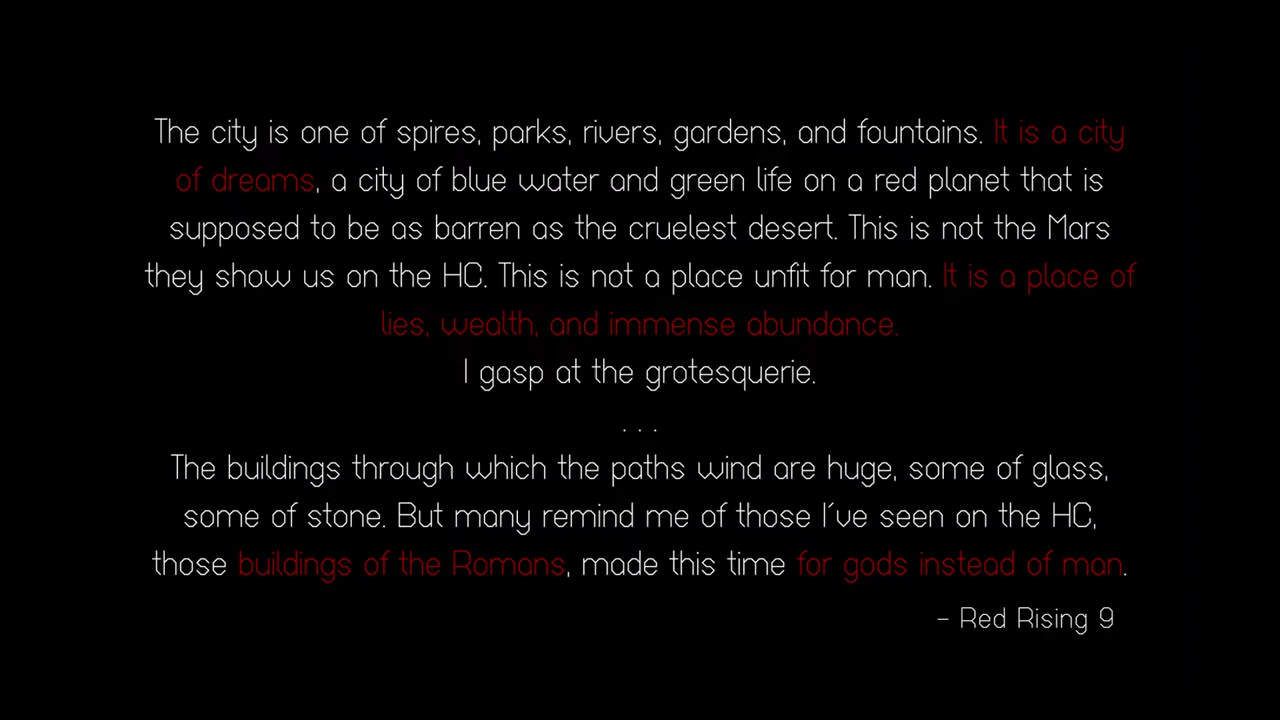 The city is one of spires, parks, rivers, gardens, and fountains. It is a city
of dreams, a city of blue water and green life on a red planet that is
supposed to be as barren as the cruelest desert. This is not the Mars
they show us on the HC. This is not a place unfit for man. It is a place of
lies, wealth, and immense abundance.
I gasp at the grotesquerie.
. . .
The buildings through which the paths wind are huge, some of glass,
some of stone. But many remind me of those I´ve seen on the HC,
those buildings of the Romans, made this time for gods instead of man.
- Red Rising 9